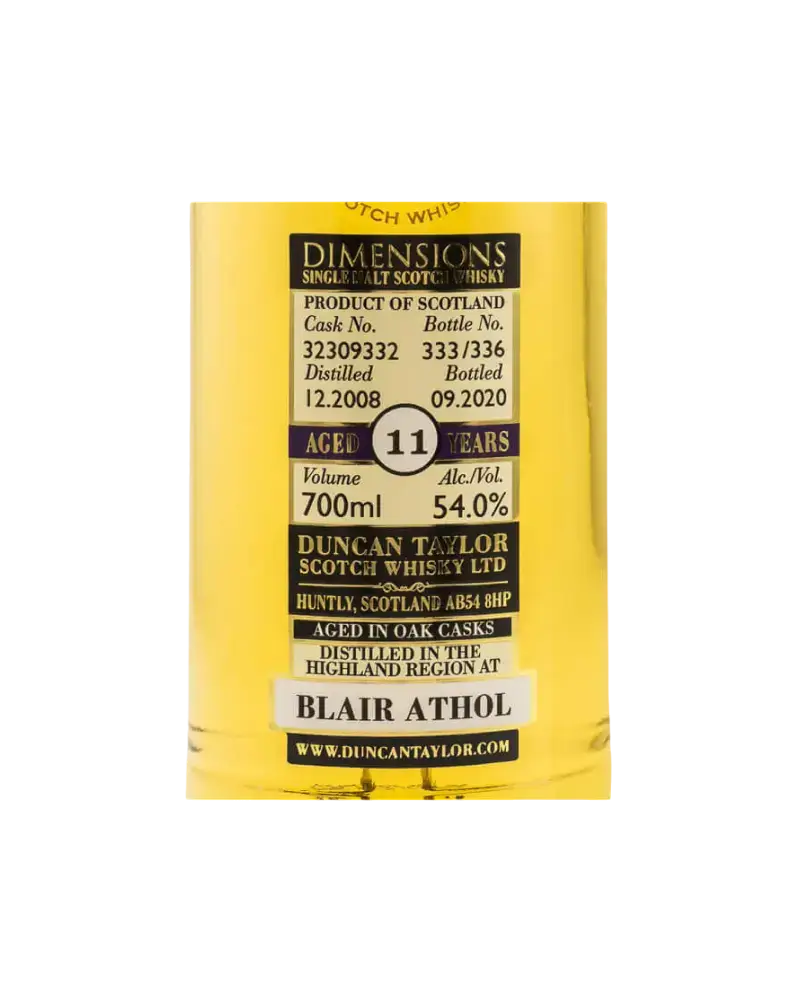 OTCH WHIS
DIMENSIONS
SINGLE MALT SCOTCH WHISKY
PRODUCT OF SCOTLAND
Cask No. Bottle No.
32309332 333/336
Distilled Bottled
12.2008 09.2020
AGED 11 YEARS
Volume Alc./Vol.
700ml 54.0%
DUNCAN TAYLOR
SCOTCH WHISKY LTD
HUNTLY, SCOTLAND AB54 8HP
AGED IN OAK CASKS
DISTILLED IN THE
HIGHLAND REGION AT
BLAIR ATHOL
WWW.DUNCANTAYLOR.COM